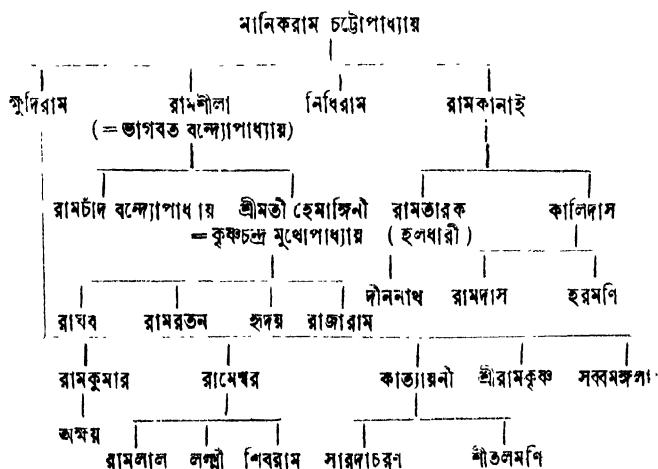 মানিকরাম চট্টোপাধ্যায়
ক্ষুদিরাম রামশীলা নিধিরাম রামকানাই
(= ভাগবত বন্দ্যোপাধ্যায়)
রামচাঁদ বন্দ্যোপাধ্যায় শ্রীমতী হেমাঙ্গিনী রামতারক কালিদাস
= কৃষ্ণচন্দ্র মুখোপাধ্যায় (হলধারী)
দীননাথ রামদাস হরমণি
রাঘব রামরতন হৃদয় রাজারাম
রামকুমার রামেশ্বর কাত্যায়নী শ্রীরামকৃষ্ণ সর্ব্বমঙ্গলা
অক্ষয়
রামলাল লক্ষ্মী শিবরাম সারদাচরণ শীতলমণি